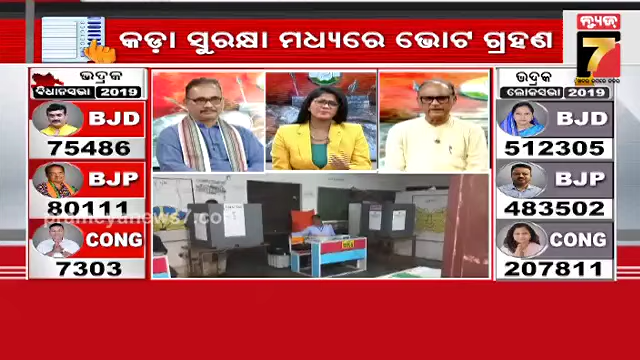 କଡ଼ା ସୁରକ୍ଷା ମଧ୍ୟରେ ଭୋଟ ଗ୍ରହଣ
ନ୍ୟୁଜ୍
7
ଭଦ୍ରକ
ବିଧାନସଭା 2019
BJD
75486
BJP
80111
CONG
7303
prameyanews7.com
ଭଦ୍ରକ
ଲୋକସଭା 2019
BJD
512305
BJP
483502
CONG
207811